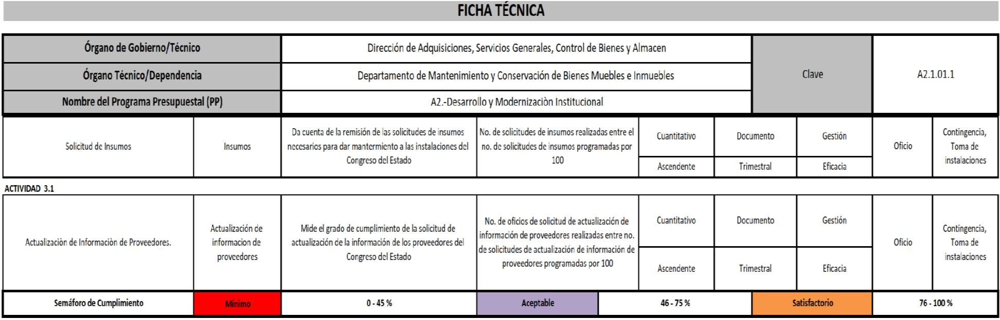 FICHA TÉCNICA
Órgano de Gobierno/Técnico
Dirección de Adquisiciones, Servicios Generales, Control de Bienes y Almacen
Clave
A2.1.01.1
Órgano Técnico/Dependencia
Departamento de Mantenimiento y Conservación de Bienes Muebles e Inmuebles
Nombre del Programa Presupuestal (PP)
A2.-Desarrollo y Modernizaciòn Institucional
Solicitud de Insumos
Insumos
Da cuenta de la remisión de las solicitudes de insumos
necesarios para dar mantermiento a las instalaciones del
Congreso del Estado
No. de solicitudes de insumos realizadas entre el
no. de solicitudes de insumos programadas por
100
Cuantitativo
Documento
Gestión
Ascendente
Trimestral
Eficacia
Oficio
Contingencia,
Toma de
instalaciones
ACTIVIDAD 3.1
Actualizaciòn de Informaciòn de Proveedores.
Actualización de
informacion de
proveedores
Mide el grado de cumplimiento de la solicitud de
actualización de la información de los proveedores del
Congreso del Estado
No. de oficios de solicitud de actualización de
información de proveedores realizadas entre no.
de solicitudes de actualización de información de
proveedores programadas por 100
Cuantitativo
Documento
Gestión
Ascendente
Trimestral
Eficacia
Oficio
Contingencia,
Toma de
instalaciones
Semáforo de Cumplimiento
Mínimo
0 - 45 %
Aceptable
46 - 75 %
Satisfactorio
76 - 100 %